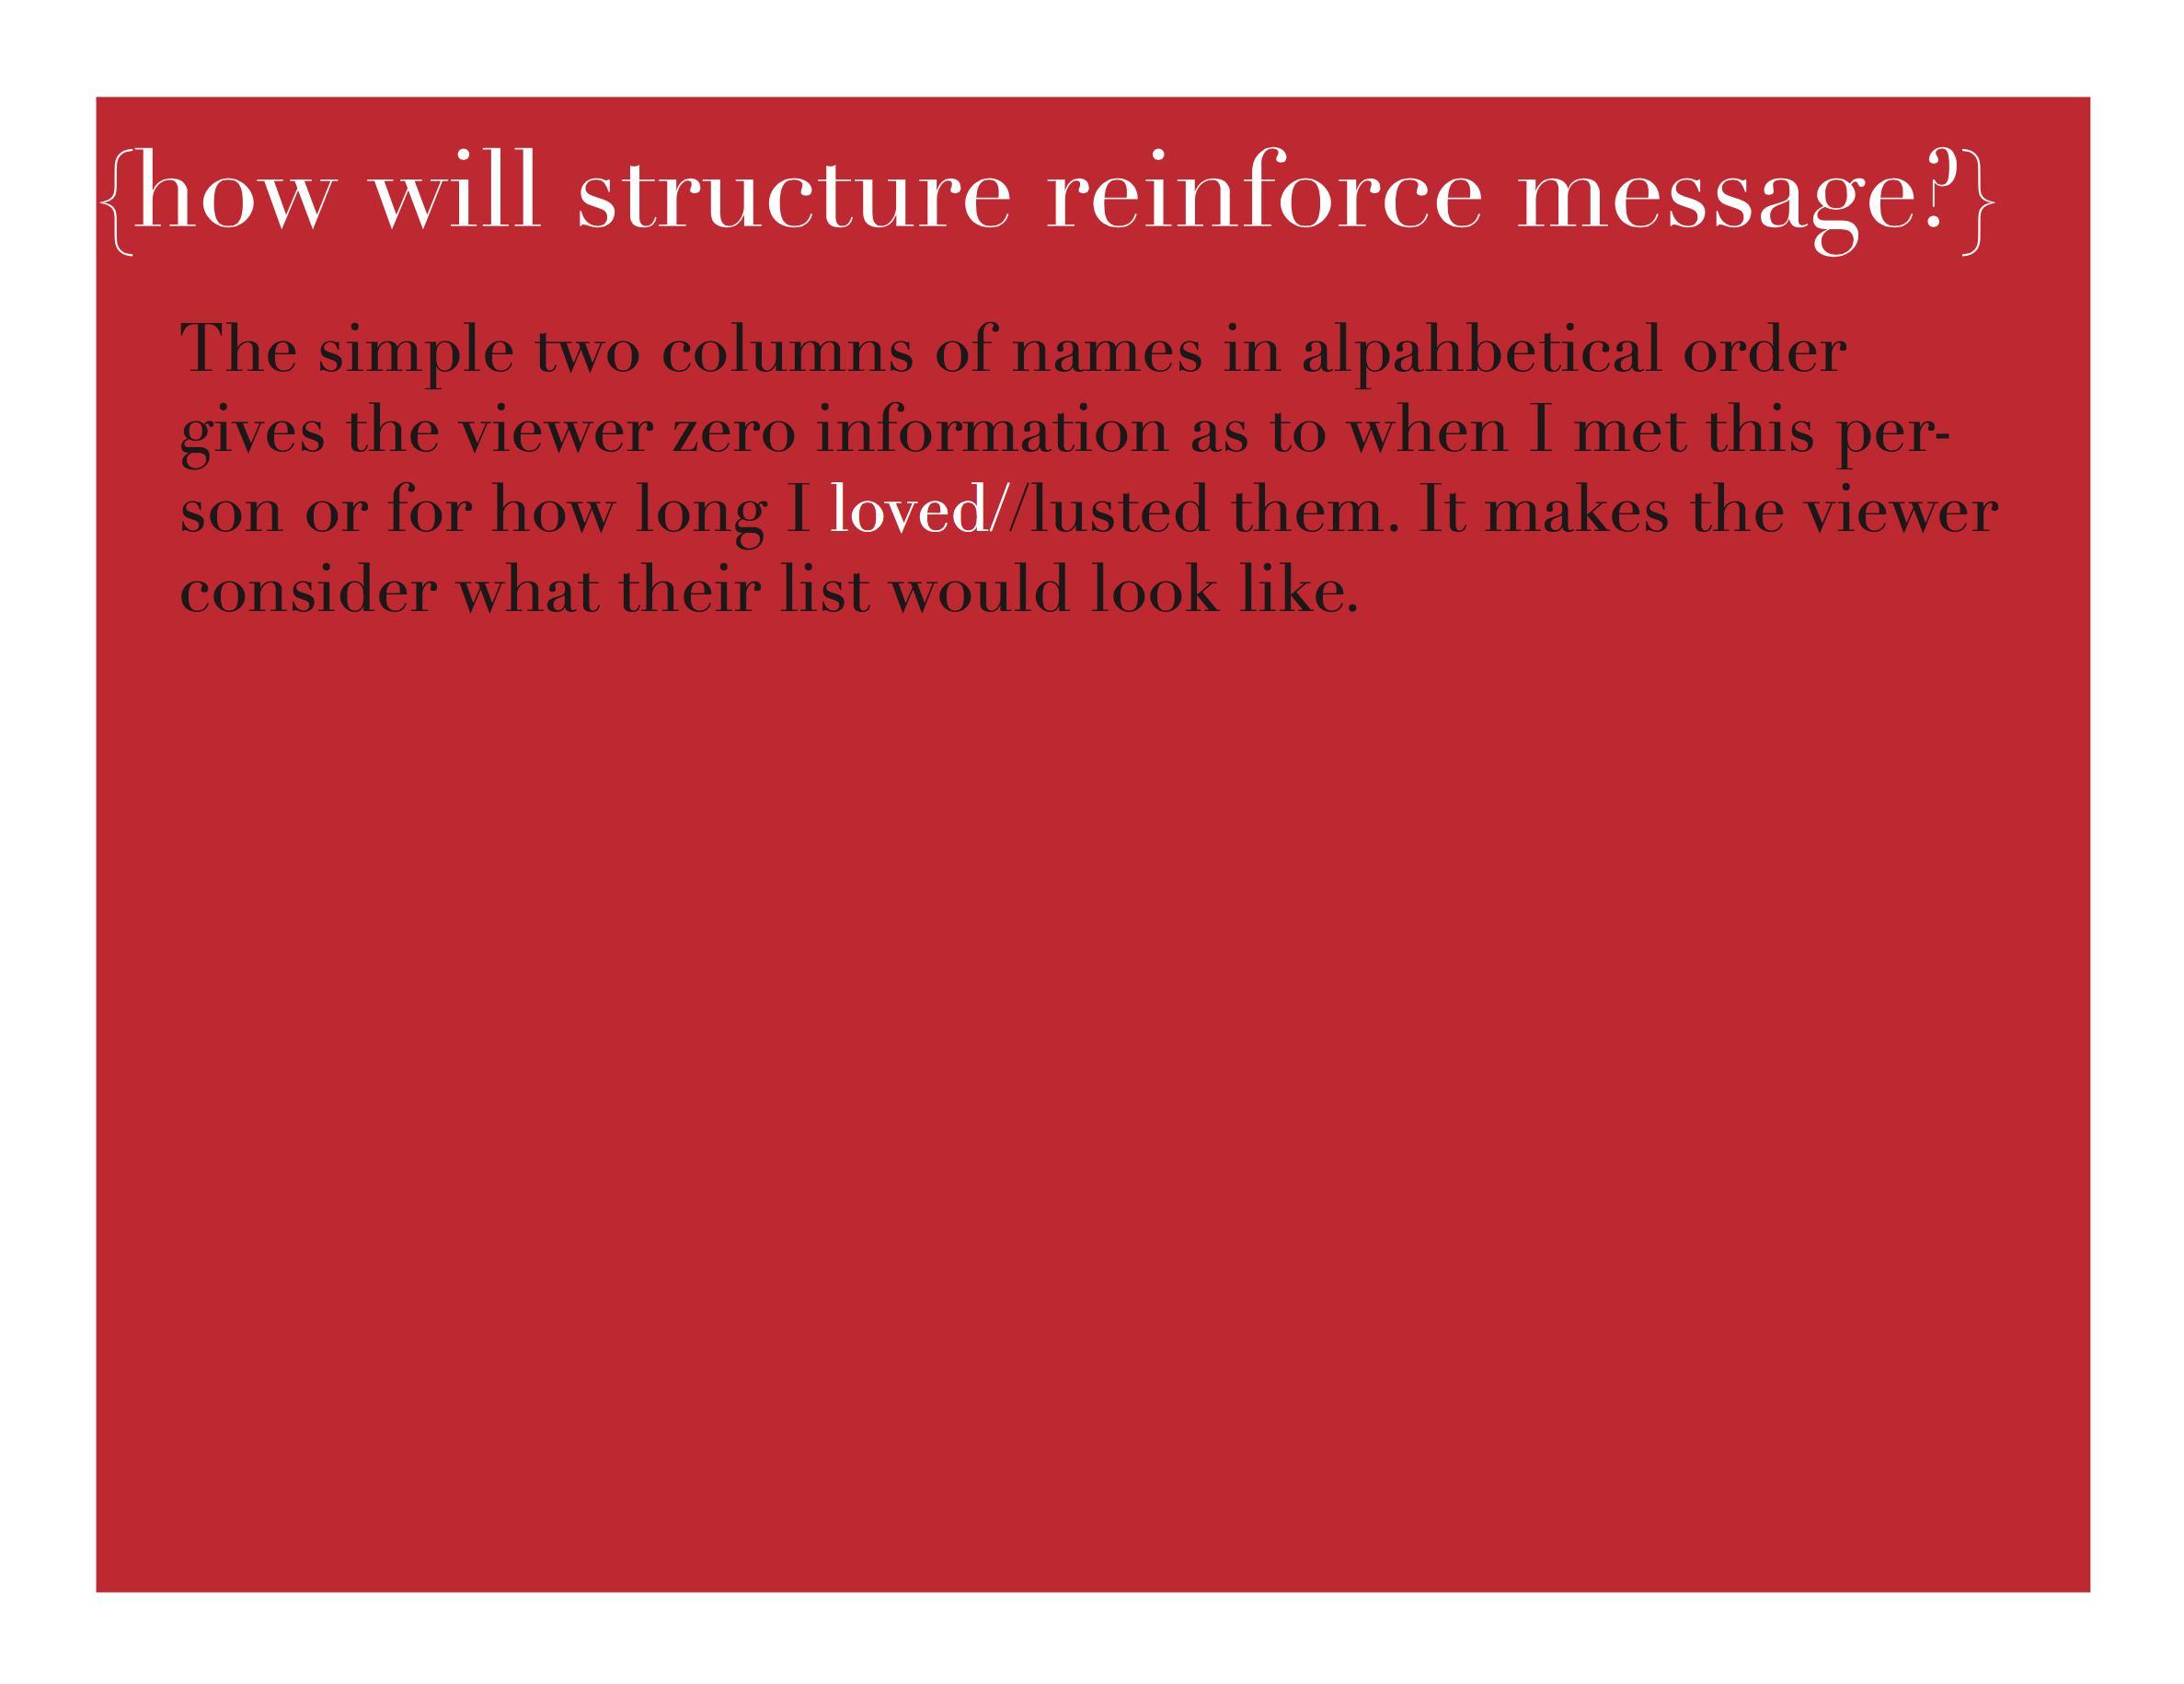 {how will structure reinforce message?}
The simple two columns of names in alpahbetical order
gives the viewer zero information as to when I met this per-
son or for how long I loved//lusted them. It makes the viewer
consider what their list would look like.